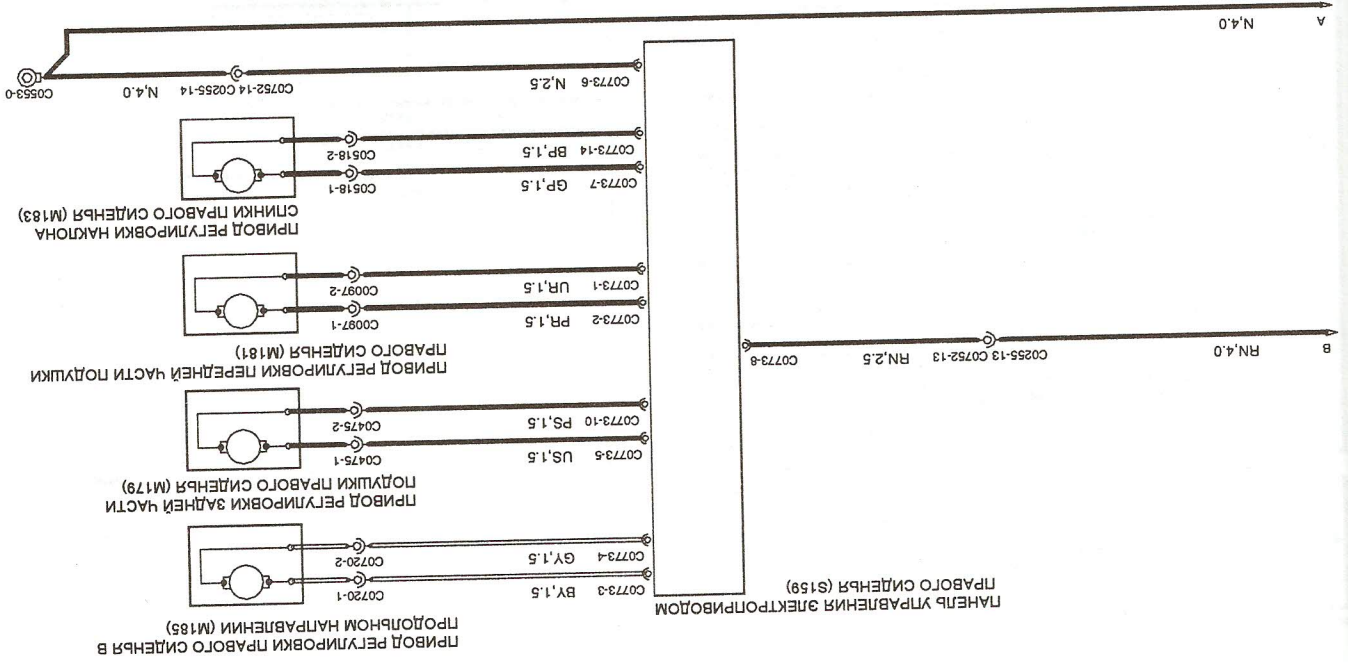 ПРИВОД РЕГУЛИРОВКИ ПРАВОГО СИДЕНЬЯ В
ПРОДОЛЬНОМ НАПРАВЛЕНИИ (M185)
ПАНЕЛЬ УПРАВЛЕНИЯ ЭЛЕКТРОПРИВОДОМ
ПРАВОГО СИДЕНЬЯ (S159)
C0773-3 BY,1.5 C0720-1
C0773-4 GY,1.5 C0720-2
ПРИВОД РЕГУЛИРОВКИ ЗАДНЕЙ ЧАСТИ
ПОДУШКИ ПРАВОГО СИДЕНЬЯ (M179)
C0773-5 US,1.5 C0475-1
C0773-10 PS,1.5 C0475-2
ПРИВОД РЕГУЛИРОВКИ ПЕРЕДНЕЙ ЧАСТИ ПОДУШКИ
ПРАВОГО СИДЕНЬЯ (M181)
B RN,4.0 C0255-13 C0752-13 RN,2.5 C0773-8
C0773-2 PR,1.5 C0097-1
C0773-1 UR,1.5 C0097-2
ПРИВОД РЕГУЛИРОВКИ НАКЛОНА
СПИНКИ ПРАВОГО СИДЕНЬЯ (M183)
C0773-7 GP,1.5 C0518-1
C0773-14 BP,1.5 C0518-2
C0773-6 N,2.5 C0752-14 C0255-14 N,4.0 C0553-0
A N,4.0